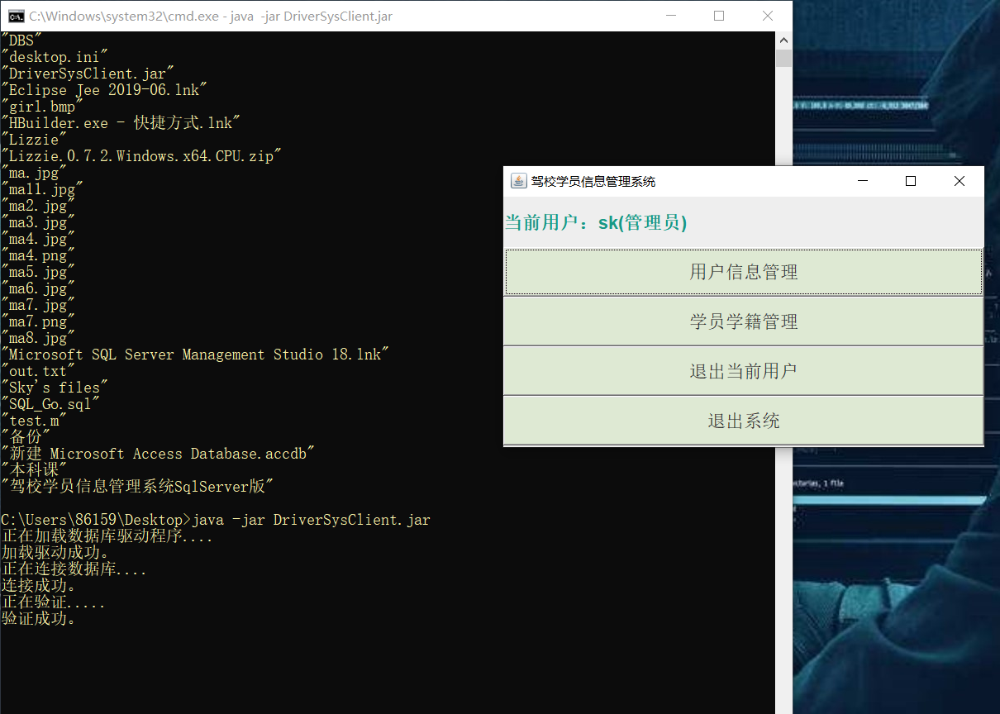 C:\Windows\system32\cmd.exe - java  -jar DriverSysClient.jar
"DBS"
"desktop.ini"
"DriverSysClient.jar"
"Eclipse Jee 2019-06.lnk"
"girl.bmp"
"HBuilder.exe - 快捷方式.lnk"
"Lizzie"
"Lizzie.0.7.2.Windows.x64.CPU.zip"
"ma.jpg"
"ma11.jpg"
"ma2.jpg"
"ma3.jpg"
"ma4.jpg"
"ma4.png"
"ma5.jpg"
"ma6.jpg"
"ma7.jpg"
"ma7.png"
"ma8.jpg"
"Microsoft SQL Server Management Studio 18.lnk"
"out.txt"
"Sky's files"
"SQL_Go.sql"
"test.m"
"备份"
"新建 Microsoft Access Database.accdb"
"本科课"
"驾校学员信息管理系统SqlServer版"
C:\Users\86159\Desktop>java -jar DriverSysClient.jar
正在加载数据库驱动程序....
加载驱动成功。
正在连接数据库....
连接成功。
正在验证.....
验证成功。
驾校学员信息管理系统
当前用户：sk(管理员)
用户信息管理
学员学籍管理
退出当前用户
退出系统
1 file